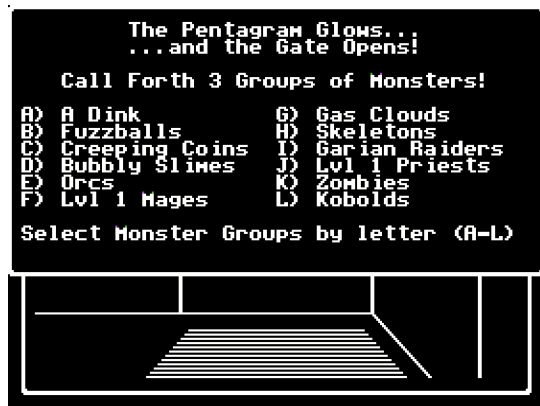 The Pentagram Glows...
...and the Gate Opens!
Call Forth 3 Groups of Monsters!
A) A Dink G) Gas Clouds
B) Fuzzballs H) Skeletons
C) Creeping Coins I) Garian Raiders
D) Bubbly Slimes J) Lvl 1 Priests
E) Orcs K) Zombies
F) Lvl 1 Mages L) Kobolds
Select Monster Groups by letter (A-L)